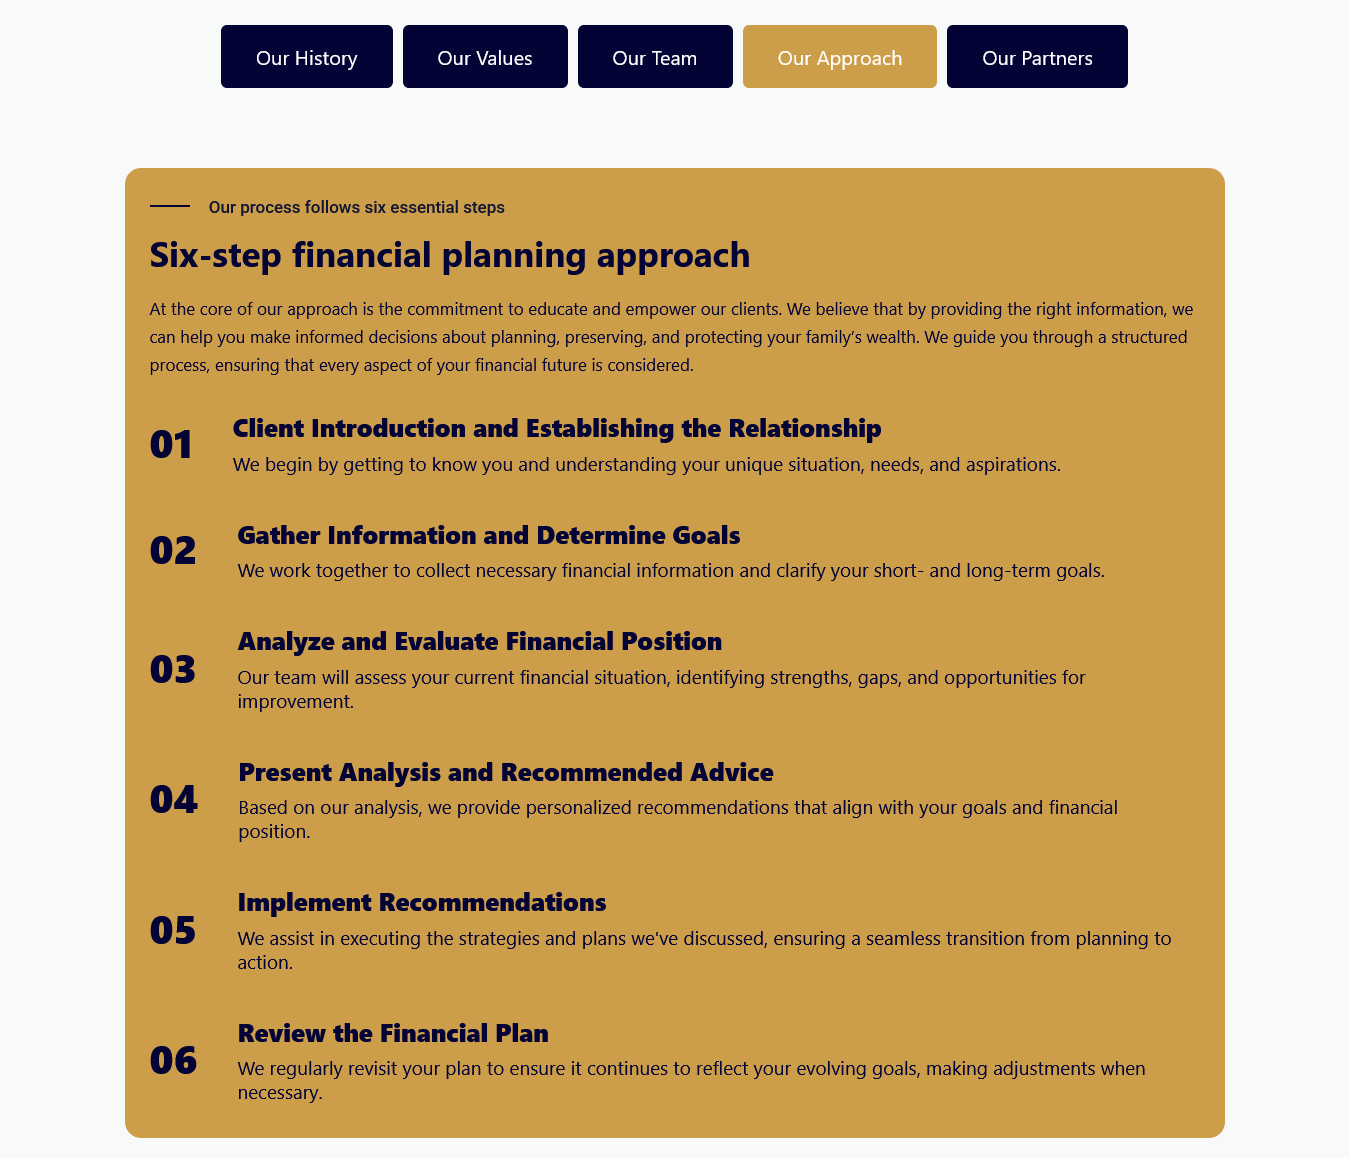 Our History
Our Values
Our Team
Our Approach
Our Partners
Our process follows six essential steps
Six-step financial planning approach
At the core of our approach is the commitment to educate and empower our clients. We believe that by providing the right information, we
can help you make informed decisions about planning, preserving, and protecting your family’s wealth. We guide you through a structured
process, ensuring that every aspect of your financial future is considered.
01
Client Introduction and Establishing the Relationship
We begin by getting to know you and understanding your unique situation, needs, and aspirations.
02
Gather Information and Determine Goals
We work together to collect necessary financial information and clarify your short- and long-term goals.
03
Analyze and Evaluate Financial Position
Our team will assess your current financial situation, identifying strengths, gaps, and opportunities for
improvement.
04
Present Analysis and Recommended Advice
Based on our analysis, we provide personalized recommendations that align with your goals and financial
position.
05
Implement Recommendations
We assist in executing the strategies and plans we've discussed, ensuring a seamless transition from planning to
action.
06
Review the Financial Plan
We regularly revisit your plan to ensure it continues to reflect your evolving goals, making adjustments when
necessary.